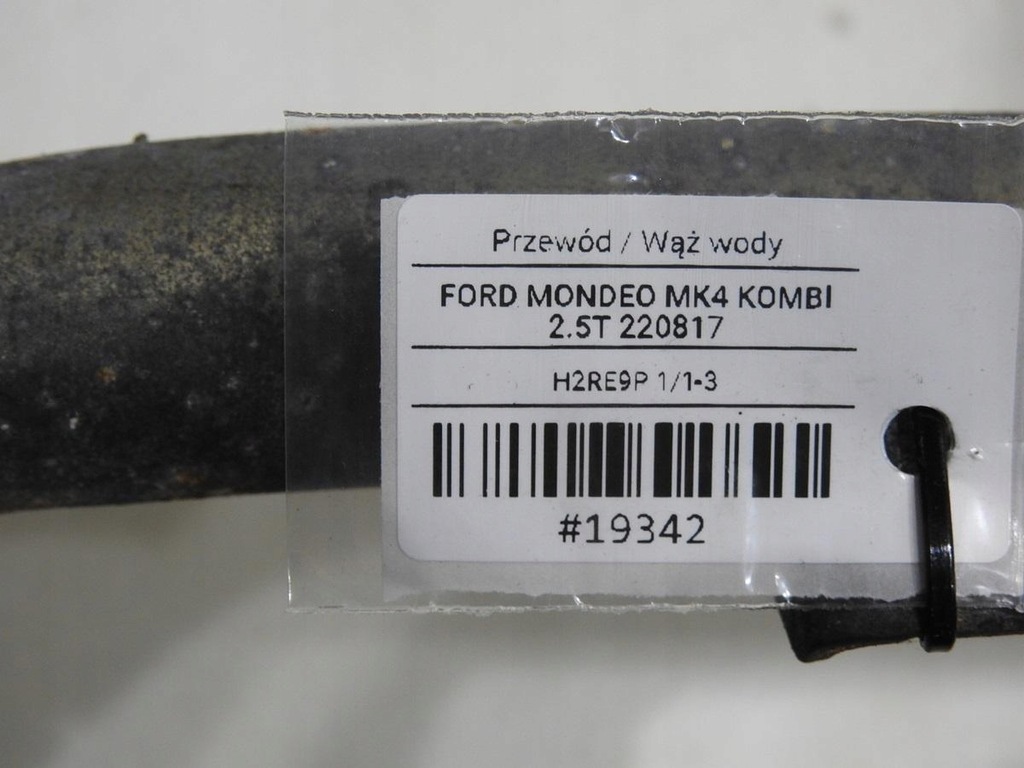 Przewód / Wąż wody
FORD MONDEO MK4 KOMBI
2.5T 220817
H2RE9P 1/1-3
#19342